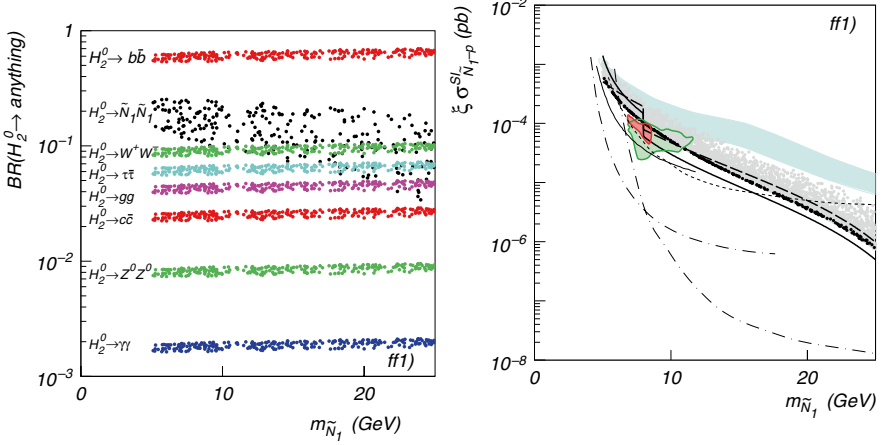 BR(H₂⁰→ anything)
1
10⁻¹
10⁻²
10⁻³
H₂⁰→ bb̄
H₂⁰→Ñ₁Ñ₁
H₂⁰→W⁺W⁻
H₂⁰→ ττ̄
H₂⁰→gg
H₂⁰→cc̄
H₂⁰→Z⁰Z⁰
H₂⁰→γγ
ff1)
0
10
20
m_Ñ₁ (GeV)
ξ σ^SI_Ñ₁-p (pb)
10⁻²
10⁻⁴
10⁻⁶
10⁻⁸
ff1)
0
10
20
m_Ñ₁ (GeV)